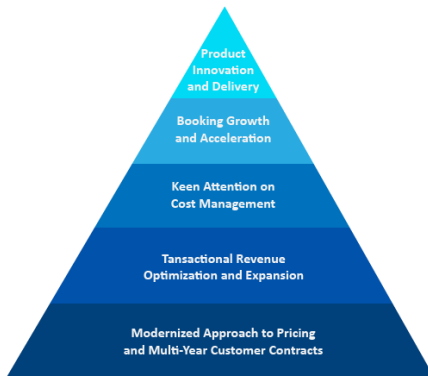 Product
Innovation
and Delivery
Booking Growth
and Acceleration
Keen Attention on
Cost Management
Tansactional Revenue
Optimization and Expansion
Modernized Approach to Pricing
and Multi-Year Customer Contracts